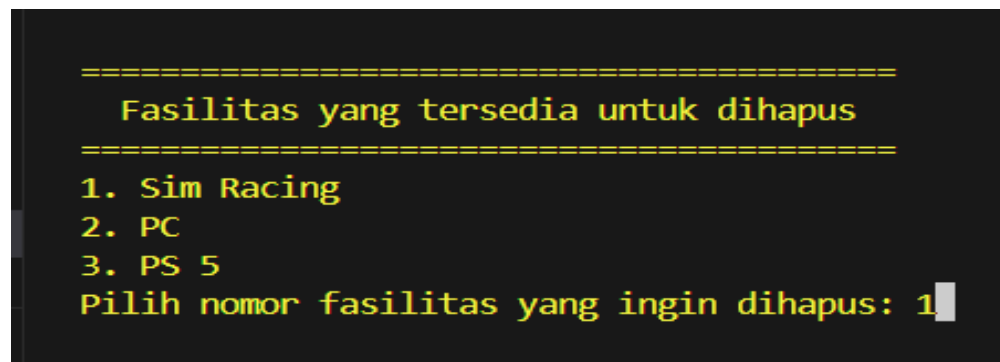 =========================================
Fasilitas yang tersedia untuk dihapus
=========================================
1. Sim Racing
2. PC
3. PS 5
Pilih nomor fasilitas yang ingin dihapus: 1